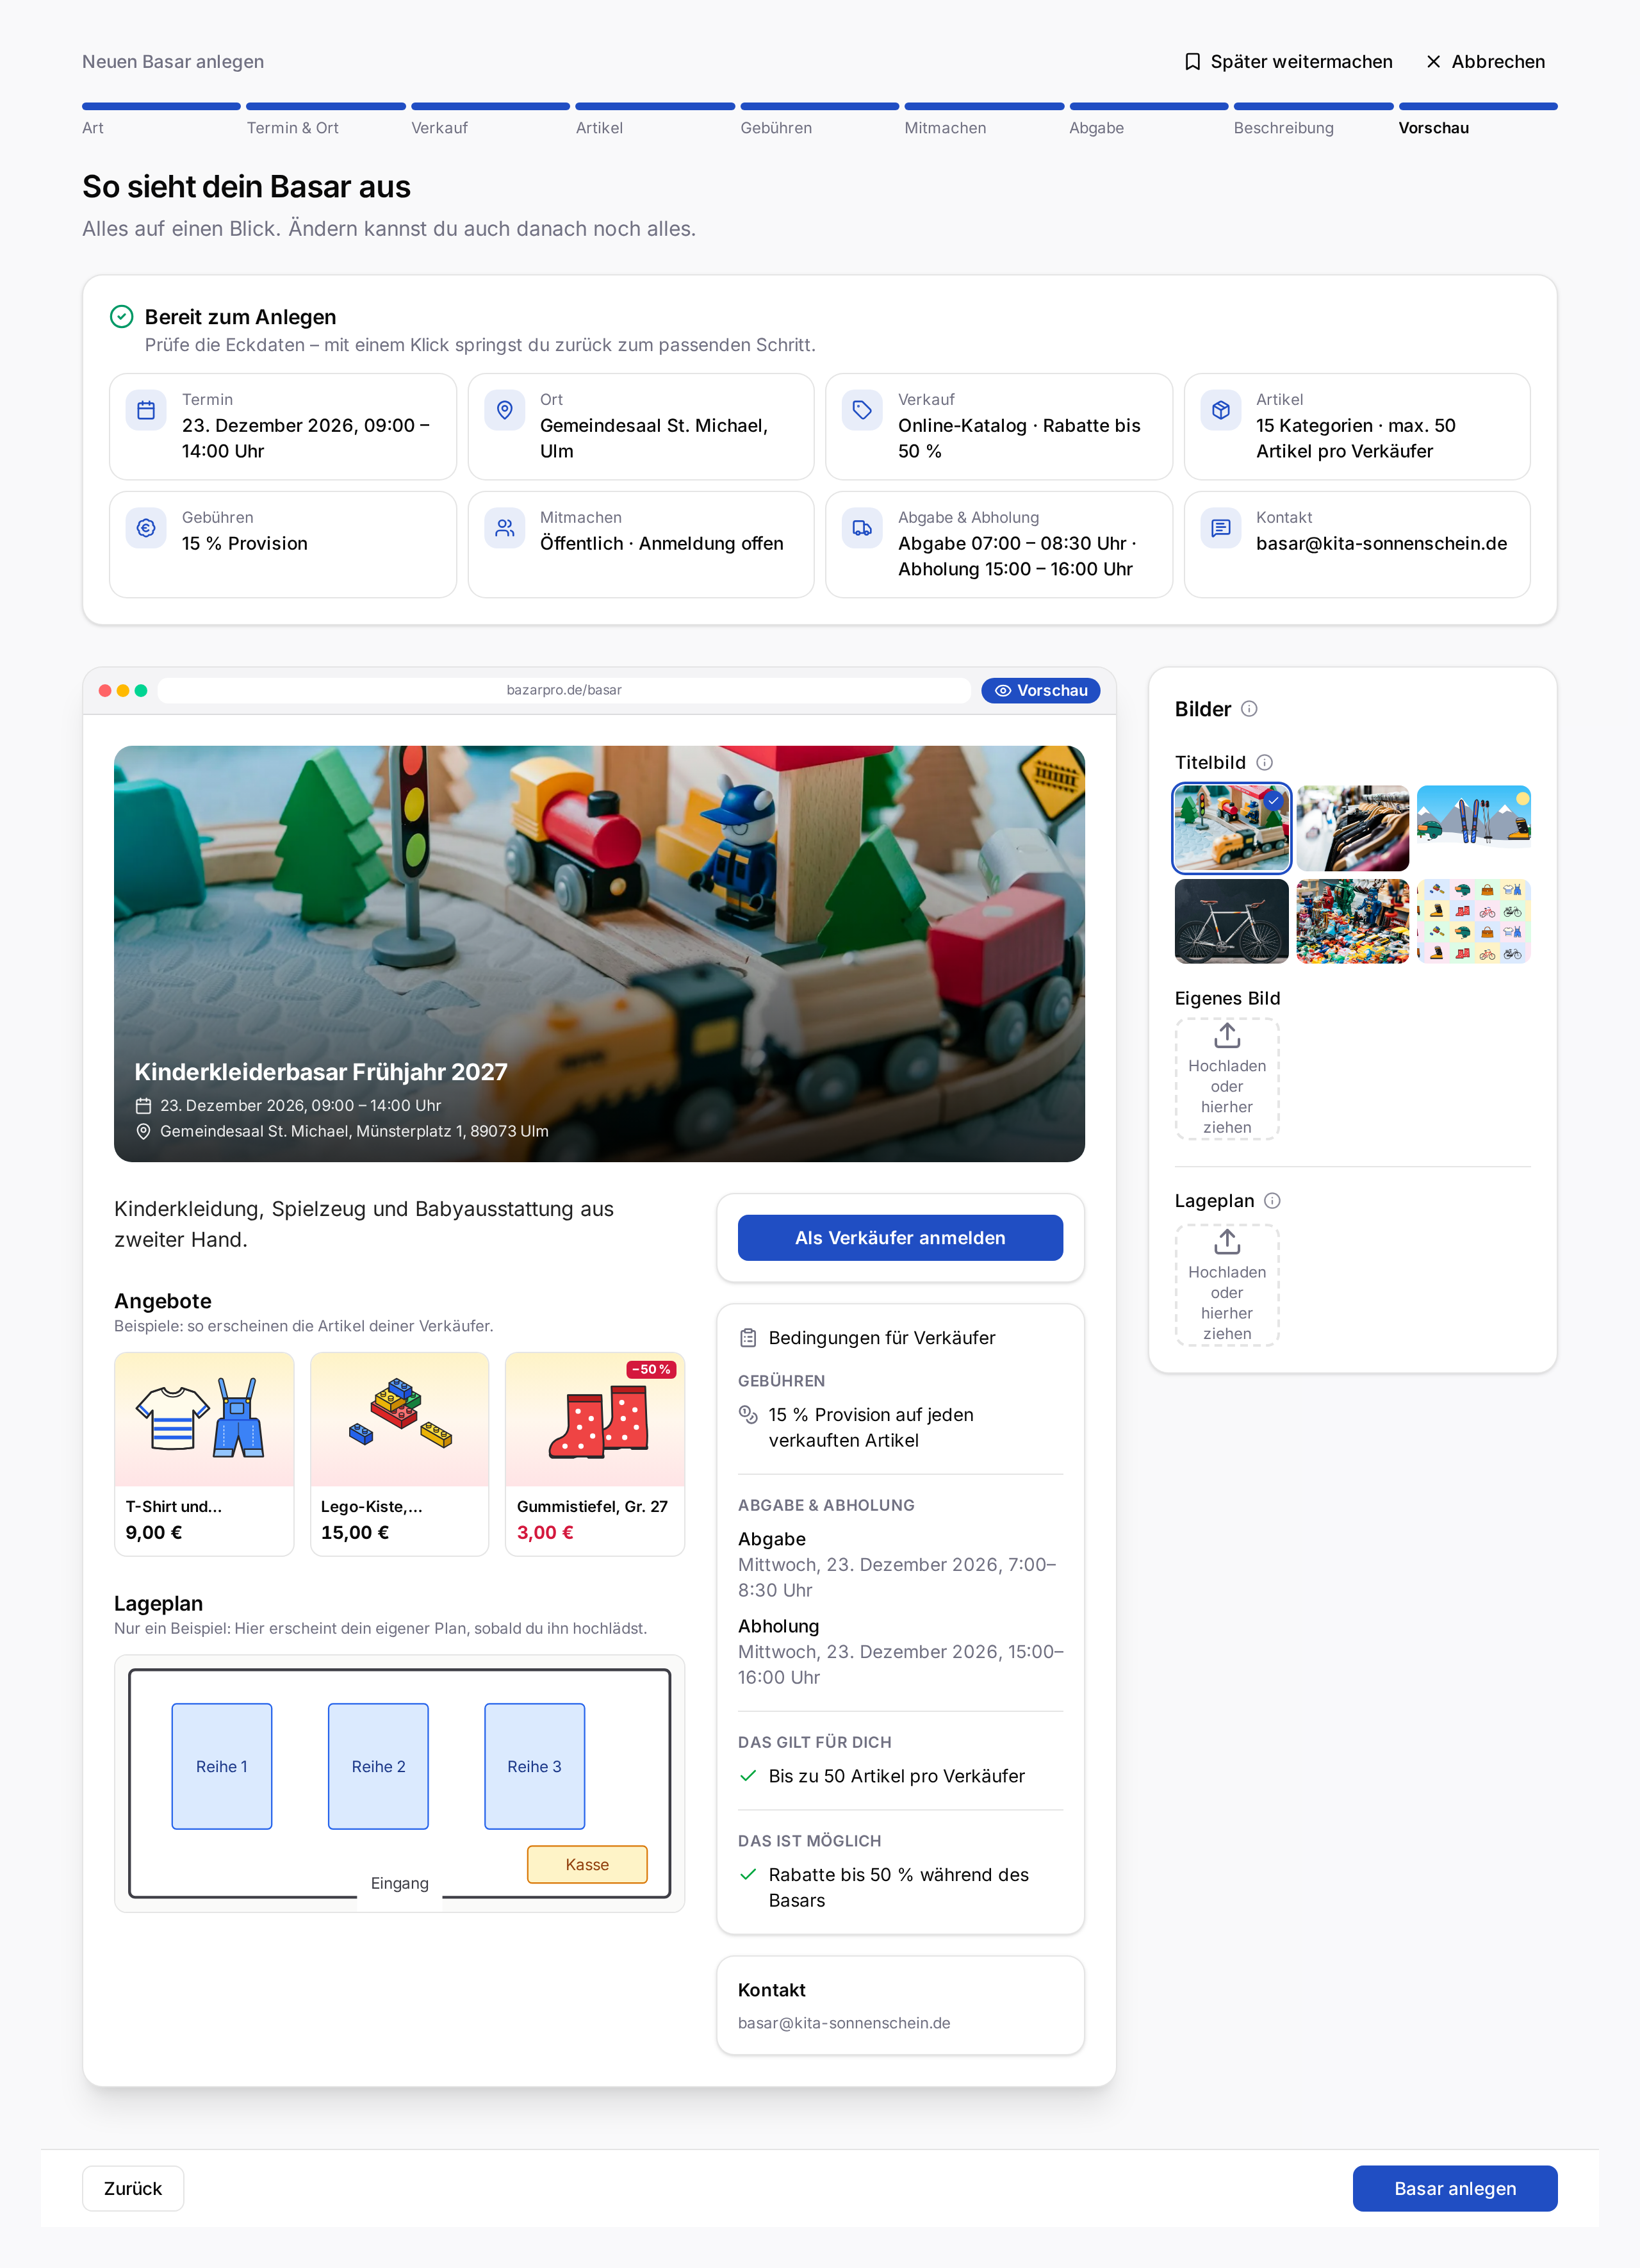 Neuen Basar anlegen
Später weitermachen
Abbrechen
Art
Termin & Ort
Verkauf
Artikel
Gebühren
Mitmachen
Abgabe
Beschreibung
Vorschau
So sieht dein Basar aus
Alles auf einen Blick. Ändern kannst du auch danach noch alles.
Bereit zum Anlegen
Prüfe die Eckdaten – mit einem Klick springst du zurück zum passenden Schritt.
Termin
23. Dezember 2026, 09:00 –
14:00 Uhr
Ort
Gemeindesaal St. Michael,
Ulm
Verkauf
Online-Katalog · Rabatte bis
50 %
Artikel
15 Kategorien · max. 50
Artikel pro Verkäufer
Gebühren
15 % Provision
Mitmachen
Öffentlich · Anmeldung offen
Abgabe & Abholung
Abgabe 07:00 – 08:30 Uhr ·
Abholung 15:00 – 16:00 Uhr
Kontakt
basar@kita-sonnenschein.de
bazarpro.de/basar
Vorschau
Kinderkleiderbasar Frühjahr 2027
23. Dezember 2026, 09:00 – 14:00 Uhr
Gemeindesaal St. Michael, Münsterplatz 1, 89073 Ulm
Kinderkleidung, Spielzeug und Babyausstattung aus
zweiter Hand.
Angebote
Beispiele: so erscheinen die Artikel deiner Verkäufer.
T-Shirt und...
9,00 €
Lego-Kiste,...
15,00 €
−50 %
Gummistiefel, Gr. 27
3,00 €
Lageplan
Nur ein Beispiel: Hier erscheint dein eigener Plan, sobald du ihn hochlädst.
Reihe 1
Reihe 2
Reihe 3
Kasse
Eingang
Als Verkäufer anmelden
Bedingungen für Verkäufer
GEBÜHREN
15 % Provision auf jeden
verkauften Artikel
ABGABE & ABHOLUNG
Abgabe
Mittwoch, 23. Dezember 2026, 7:00–
8:30 Uhr
Abholung
Mittwoch, 23. Dezember 2026, 15:00–
16:00 Uhr
DAS GILT FÜR DICH
Bis zu 50 Artikel pro Verkäufer
DAS IST MÖGLICH
Rabatte bis 50 % während des
Basars
Kontakt
basar@kita-sonnenschein.de
Bilder
Titelbild
Eigenes Bild
Hochladen
oder
hierher
ziehen
Lageplan
Hochladen
oder
hierher
ziehen
Zurück
Basar anlegen